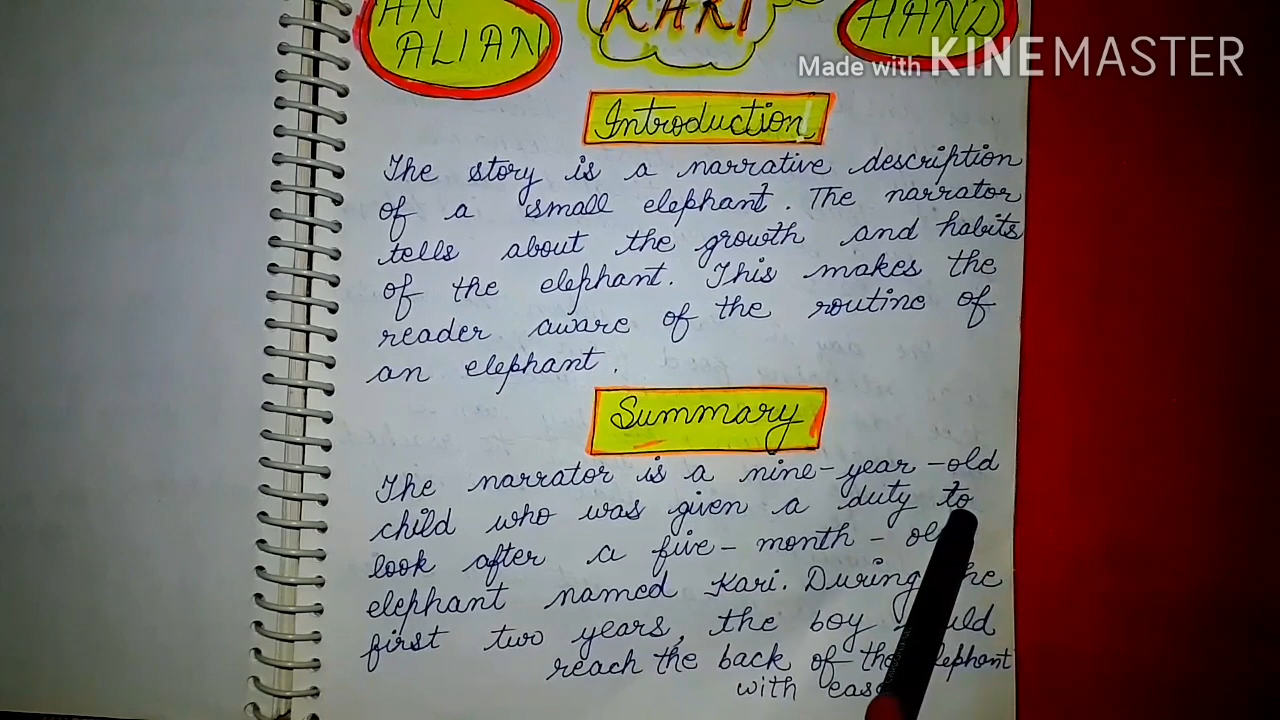 AN KARI HAND
ALIAN
Made with KINEMASTER
Introduction
The story is a narrative description
of a small elephant. The narrator
tells about the growth and habits
of the elephant. This makes the
reader aware of the routine of
an elephant.
Summary
The narrator is a nine-year-old
child who was given a duty to
look after a five-month-
elephant named Kari. During
first two years, the boy
reach the back of the
with